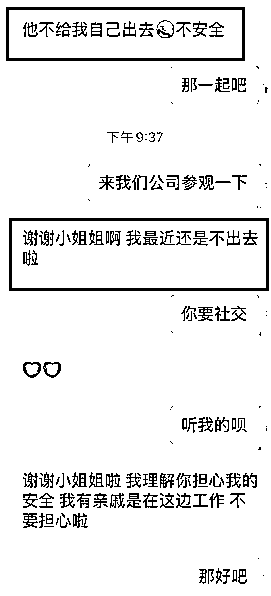 他不给我自己出去不安全
那一起吧
下午9:37
来我们公司参观一下
谢谢小姐姐啊 我最近还是不出去
啦
你要社交
听我的呗
谢谢小姐姐啦 我理解你担心我的
安全 我有亲戚是在这边工作 不
要担心啦
那好吧